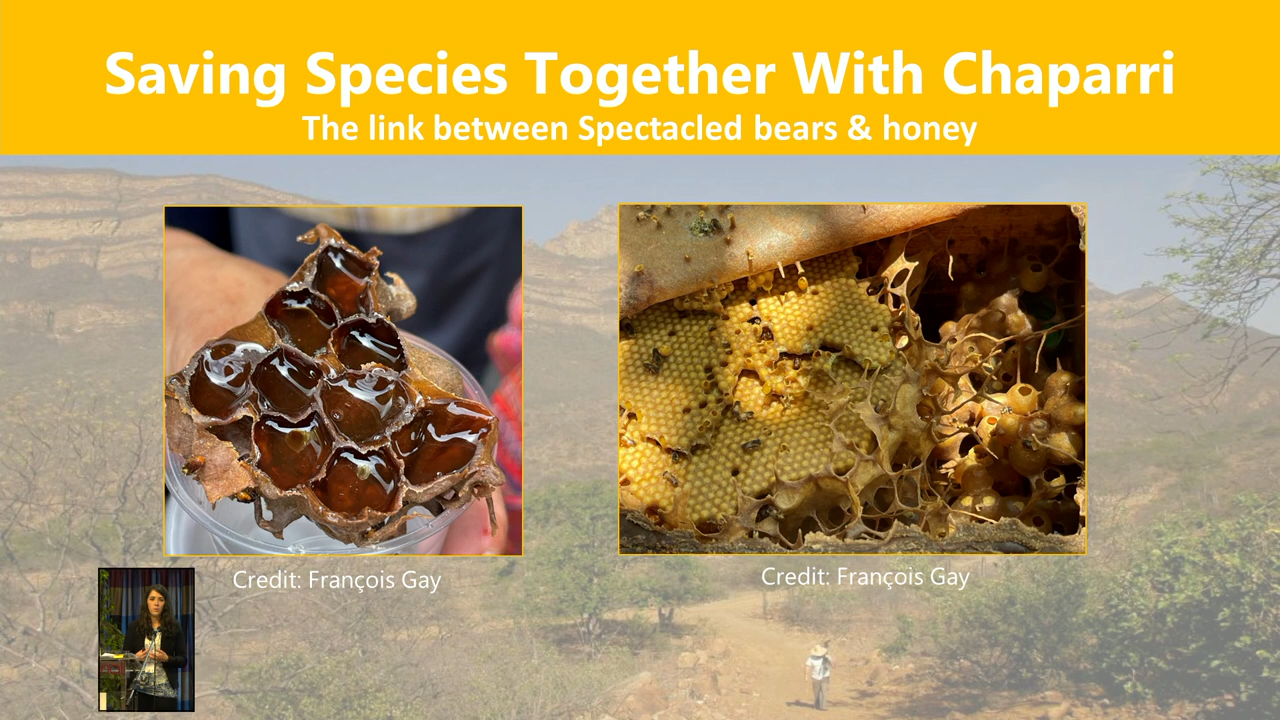 Saving Species Together With Chaparri
The link between Spectacled bears & honey
Credit: François Gay
Credit: François Gay